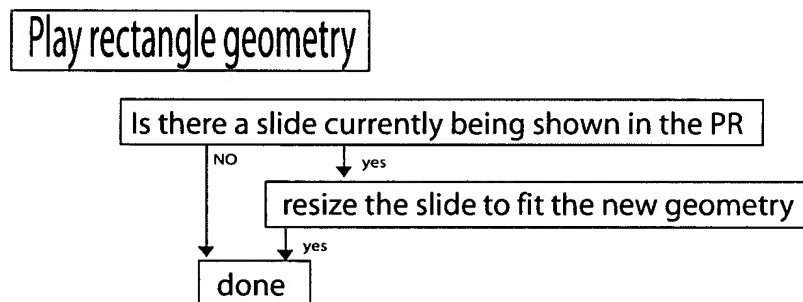 Play rectangle geometry
Is there a slide currently being shown in the PR
NO
yes
resize the slide to fit the new geometry
yes
done